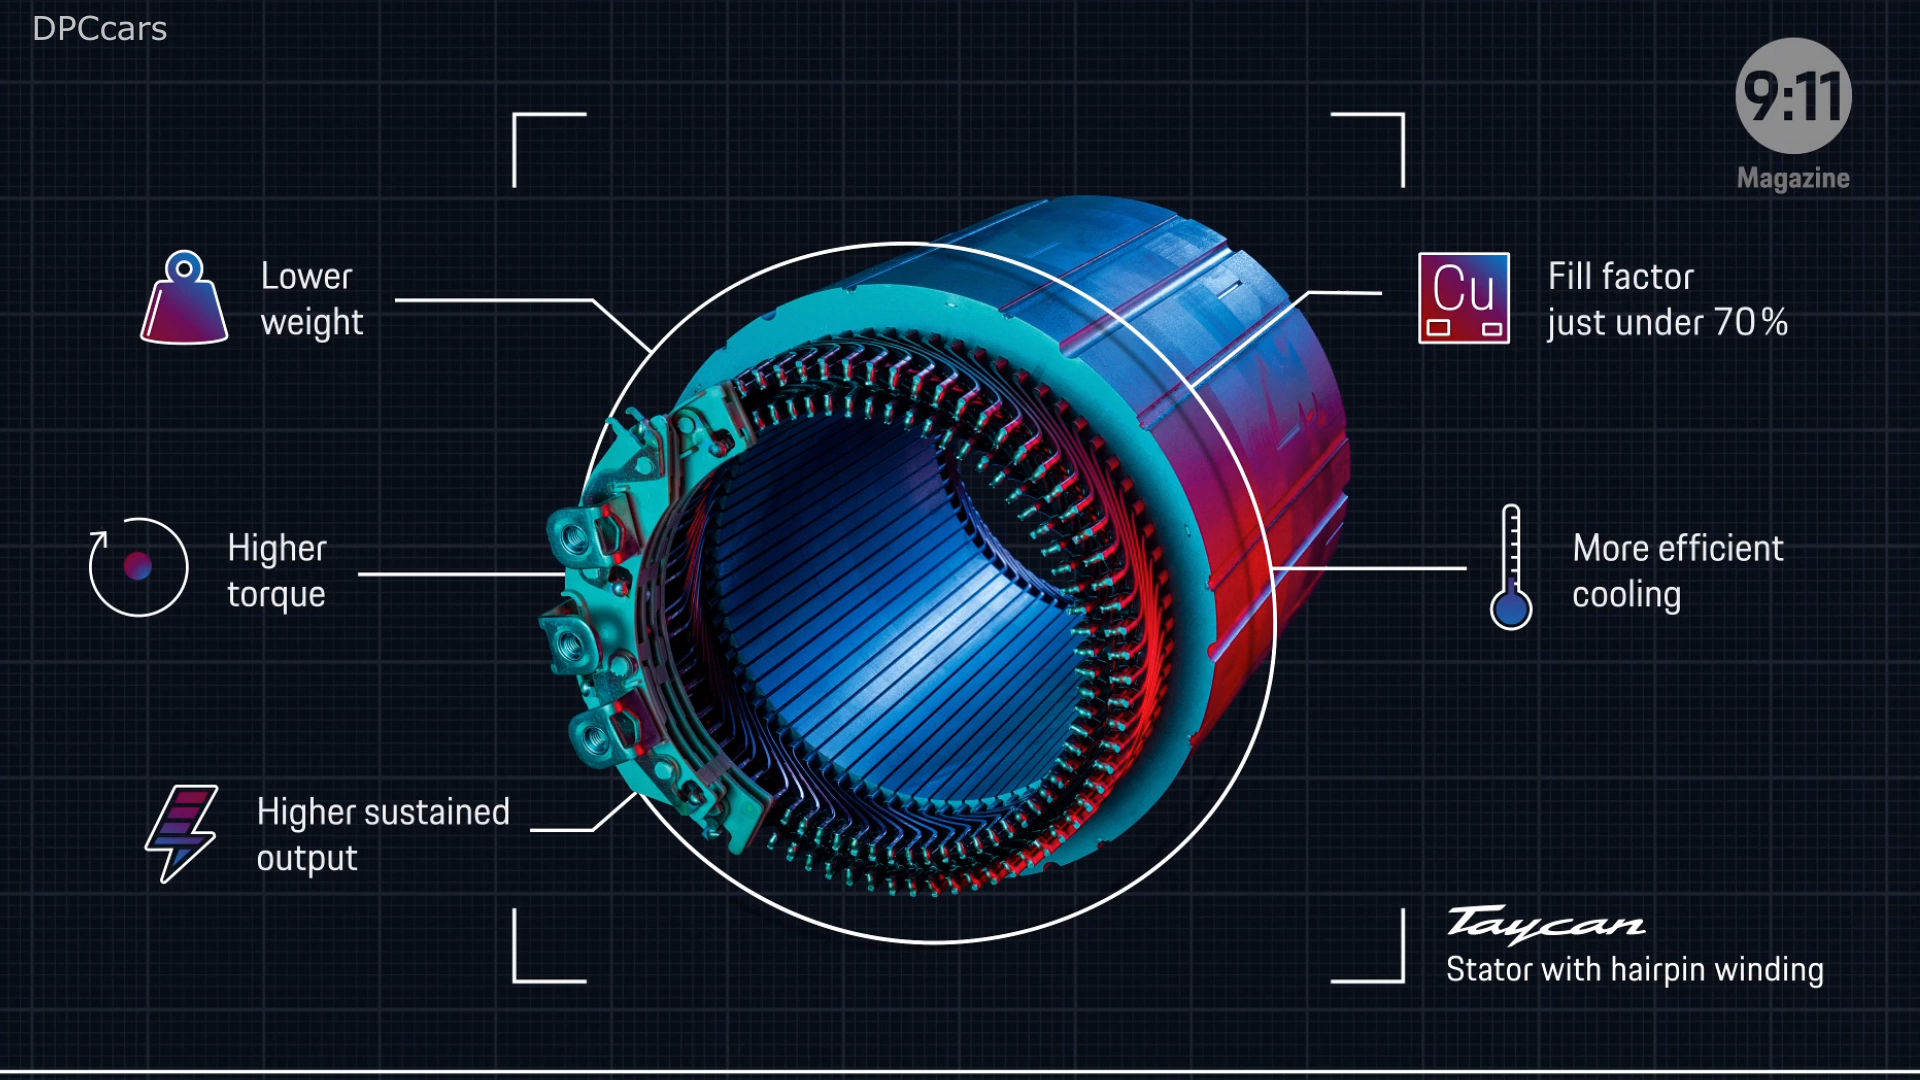 DPCcars
9:11
Magazine
Lower
weight
Cu
Fill factor
just under 70%
Higher
torque
More efficient
cooling
Higher sustained
output
Taycan
Stator with hairpin winding